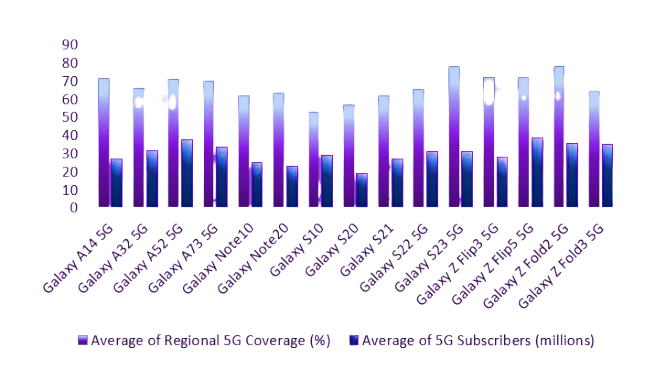 90
80
70
60
50
40
30
20
10
0
Galaxy A14 5G
Galaxy A32 5G
Galaxy A52 5G
Galaxy A73 5G
Galaxy Note10
Galaxy Note20
Galaxy S10
Galaxy S20
Galaxy S21
Galaxy S22 5G
Galaxy S23 5G
Galaxy Z Flip3 5G
Galaxy Z Flip5 5G
Galaxy Z Fold2 5G
Galaxy Z Fold3 5G
Average of Regional 5G Coverage (%) Average of 5G Subscribers (millions)